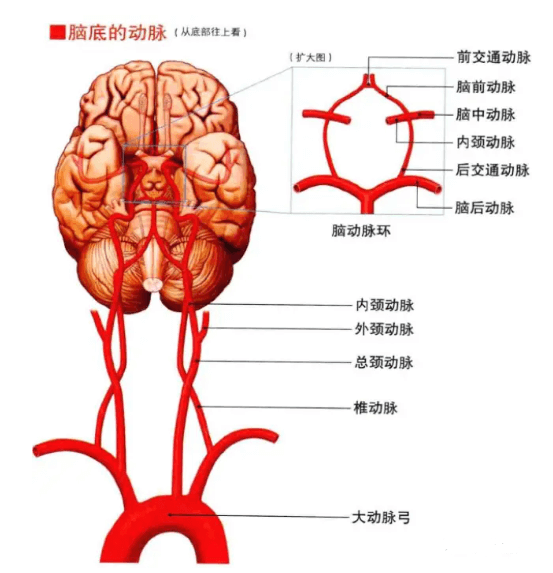 脑底的动脉（从底部往上看）
（扩大图）
前交通动脉
脑前动脉
脑中动脉
内颈动脉
后交通动脉
脑后动脉
脑动脉环
内颈动脉
外颈动脉
总颈动脉
椎动脉
大动脉弓